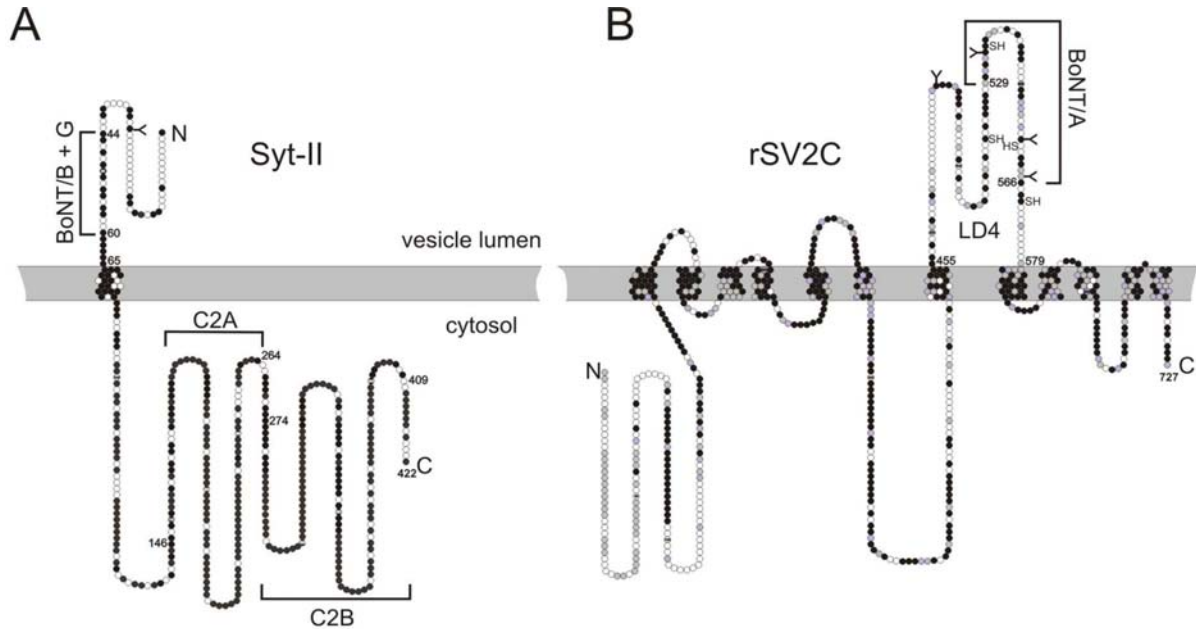 A
B
Syt-II
rSV2C
N
44
60
65
BoNT/B + G
vesicle lumen
cytosol
C2A
264
409
274
422
C
146
C2B
Y
SH
529
SH
HS
566
SH
BoNT/A
LD4
455
579
N
C
727